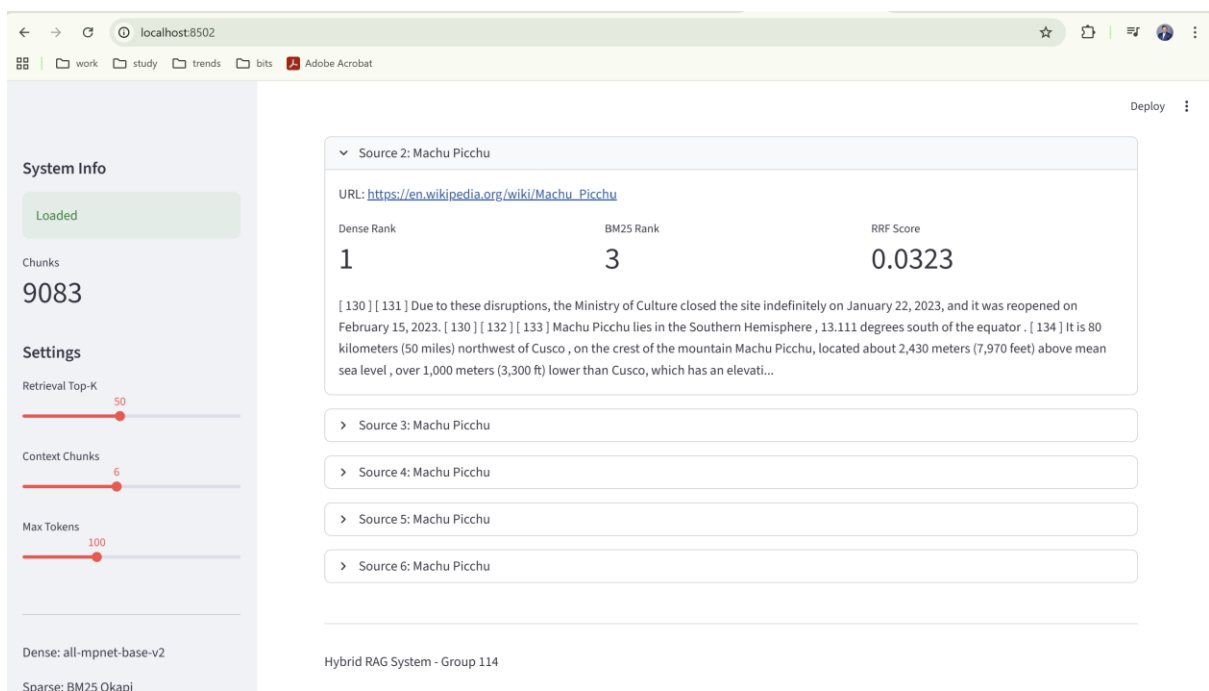 localhost:8502
work study trends bits Adobe Acrobat
Deploy
System Info
Loaded
Chunks
9083
Settings
Retrieval Top-K
50
Context Chunks
6
Max Tokens
100
Dense: all-mpnet-base-v2
Sparse: BM25 Okapi
Source 2: Machu Picchu
URL: https://en.wikipedia.org/wiki/Machu_Picchu
Dense Rank BM25 Rank RRF Score
1 3 0.0323
[ 130 ] [ 131 ] Due to these disruptions, the Ministry of Culture closed the site indefinitely on January 22, 2023, and it was reopened on
February 15, 2023. [ 130 ] [ 132 ] [ 133 ] Machu Picchu lies in the Southern Hemisphere , 13.111 degrees south of the equator . [ 134 ] It is 80
kilometers (50 miles) northwest of Cusco , on the crest of the mountain Machu Picchu, located about 2,430 meters (7,970 feet) above mean
sea level , over 1,000 meters (3,300 ft) lower than Cusco, which has an elevati...
Source 3: Machu Picchu
Source 4: Machu Picchu
Source 5: Machu Picchu
Source 6: Machu Picchu
Hybrid RAG System - Group 114